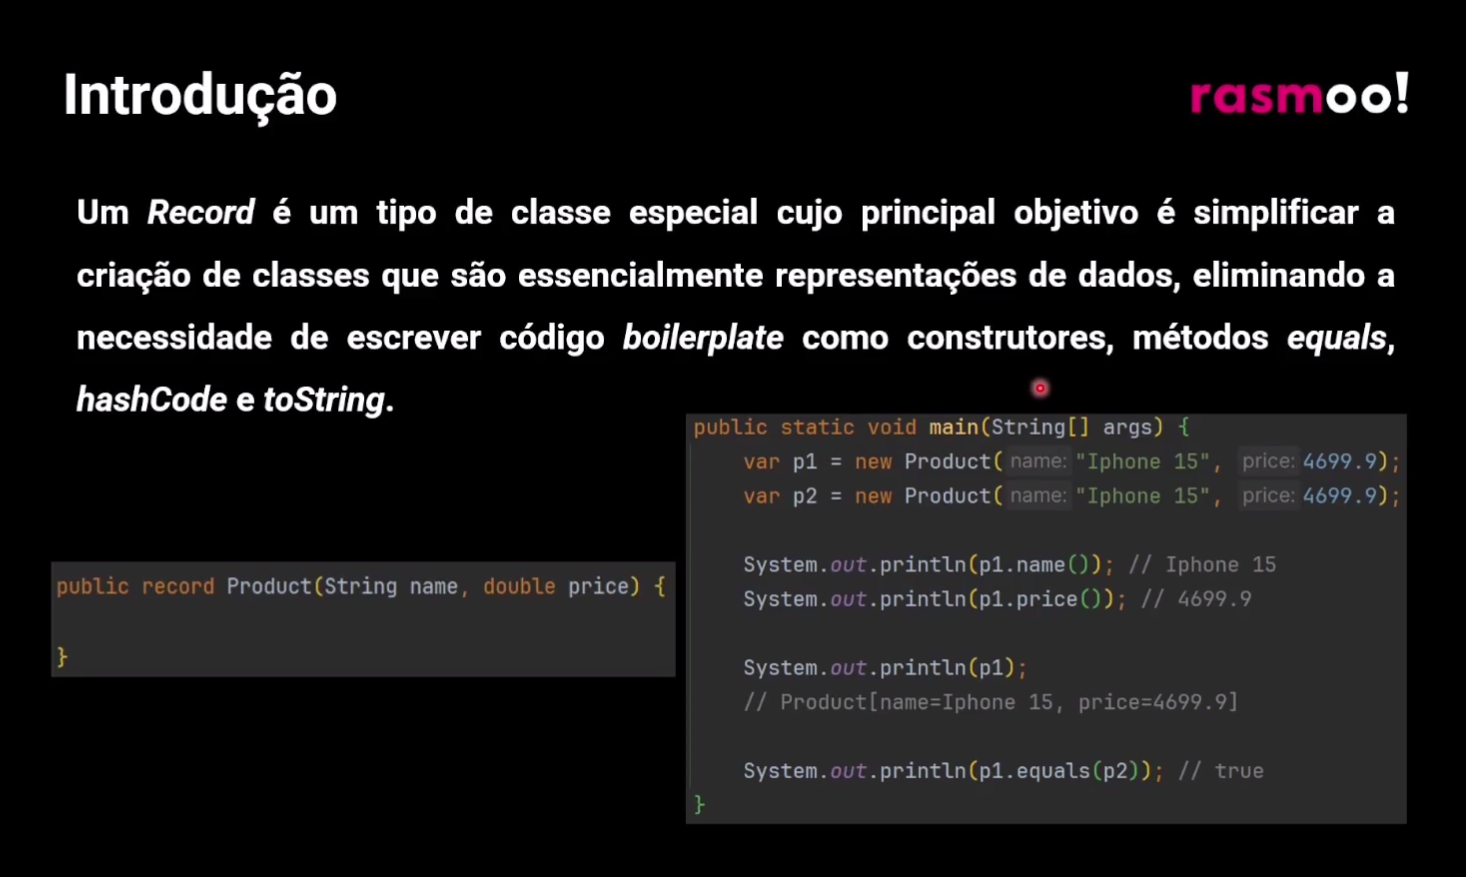 Introdução
rasmoo!
Um Record é um tipo de classe especial cujo principal objetivo é simplificar a
criação de classes que são essencialmente representações de dados, eliminando a
necessidade de escrever código boilerplate como construtores, métodos equals,
hashCode e toString.
public record Product(String name, double price) {
}
public static void main(String[] args) {
var p1 = new Product( name: "Iphone 15", price: 4699.9);
var p2 = new Product( name: "Iphone 15", price: 4699.9);
System.out.println(p1.name()); // Iphone 15
System.out.println(p1.price()); // 4699.9
System.out.println(p1);
// Product[name=Iphone 15, price=4699.9]
System.out.println(p1.equals(p2)); // true
}